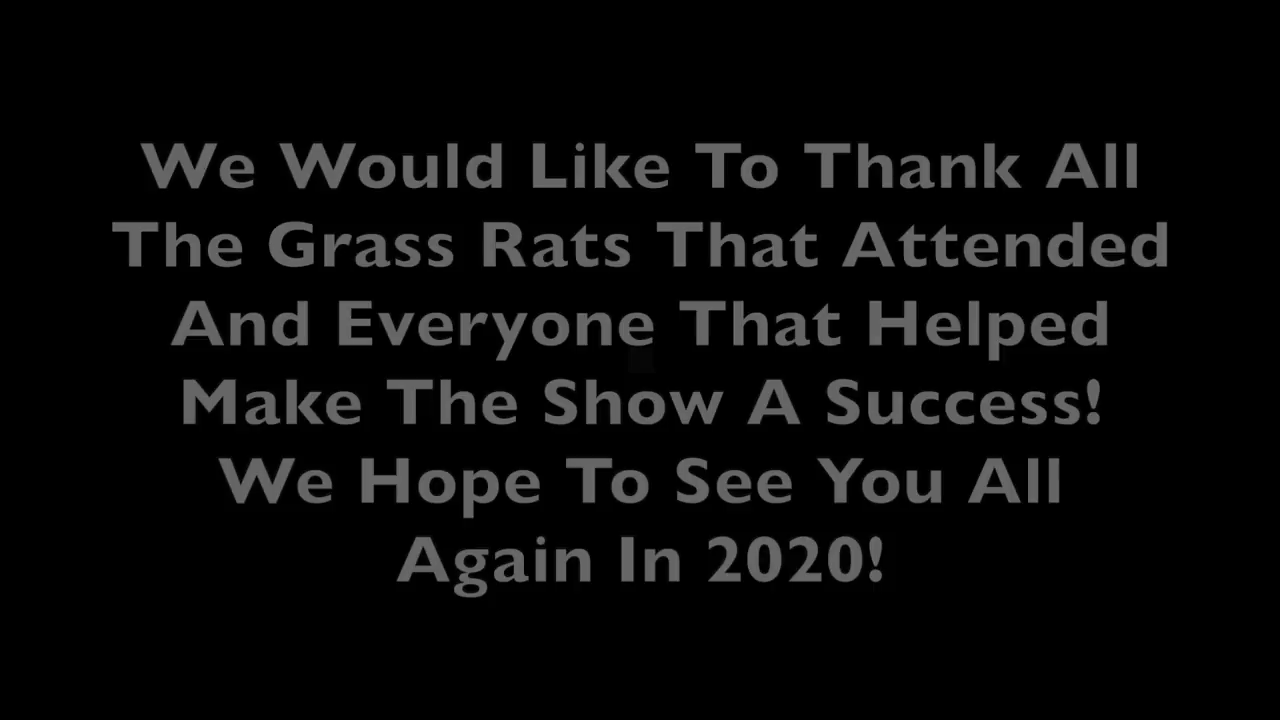 We Would Like To Thank All
The Grass Rats That Attended
And Everyone That Helped
Make The Show A Success!
We Hope To See You All
Again In 2020!